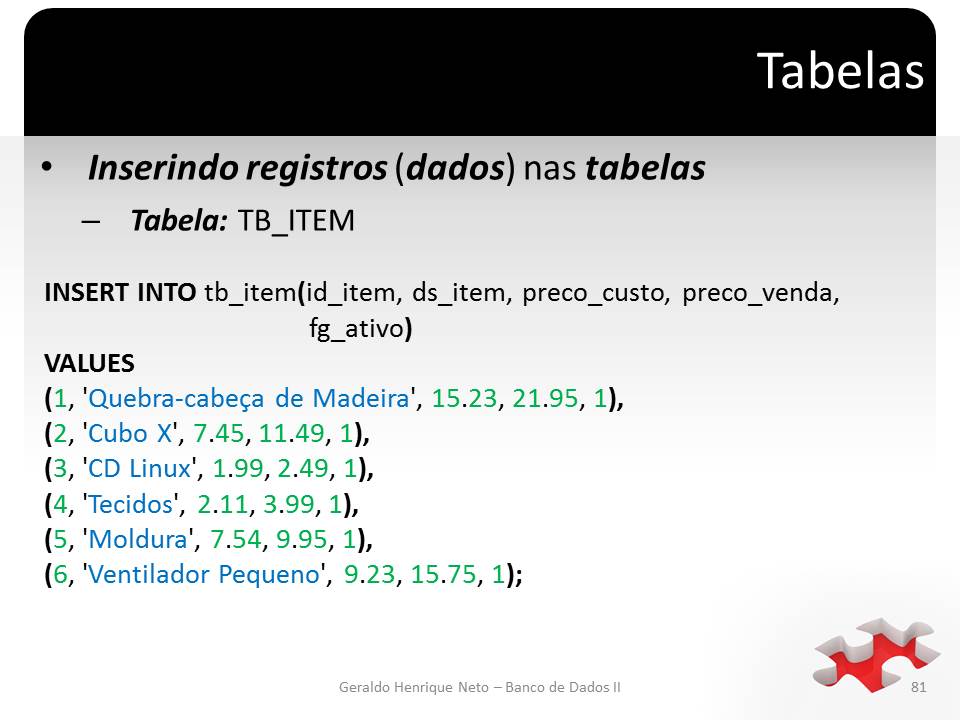 Tabelas
• Inserindo registros (dados) nas tabelas
– Tabela: TB_ITEM
INSERT INTO tb_item(id_item, ds_item, preco_custo, preco_venda,
fg_ativo)
VALUES
(1, 'Quebra-cabeça de Madeira', 15.23, 21.95, 1),
(2, 'Cubo X', 7.45, 11.49, 1),
(3, 'CD Linux', 1.99, 2.49, 1),
(4, 'Tecidos', 2.11, 3.99, 1),
(5, 'Moldura', 7.54, 9.95, 1),
(6, 'Ventilador Pequeno', 9.23, 15.75, 1);
Geraldo Henrique Neto – Banco de Dados II
81